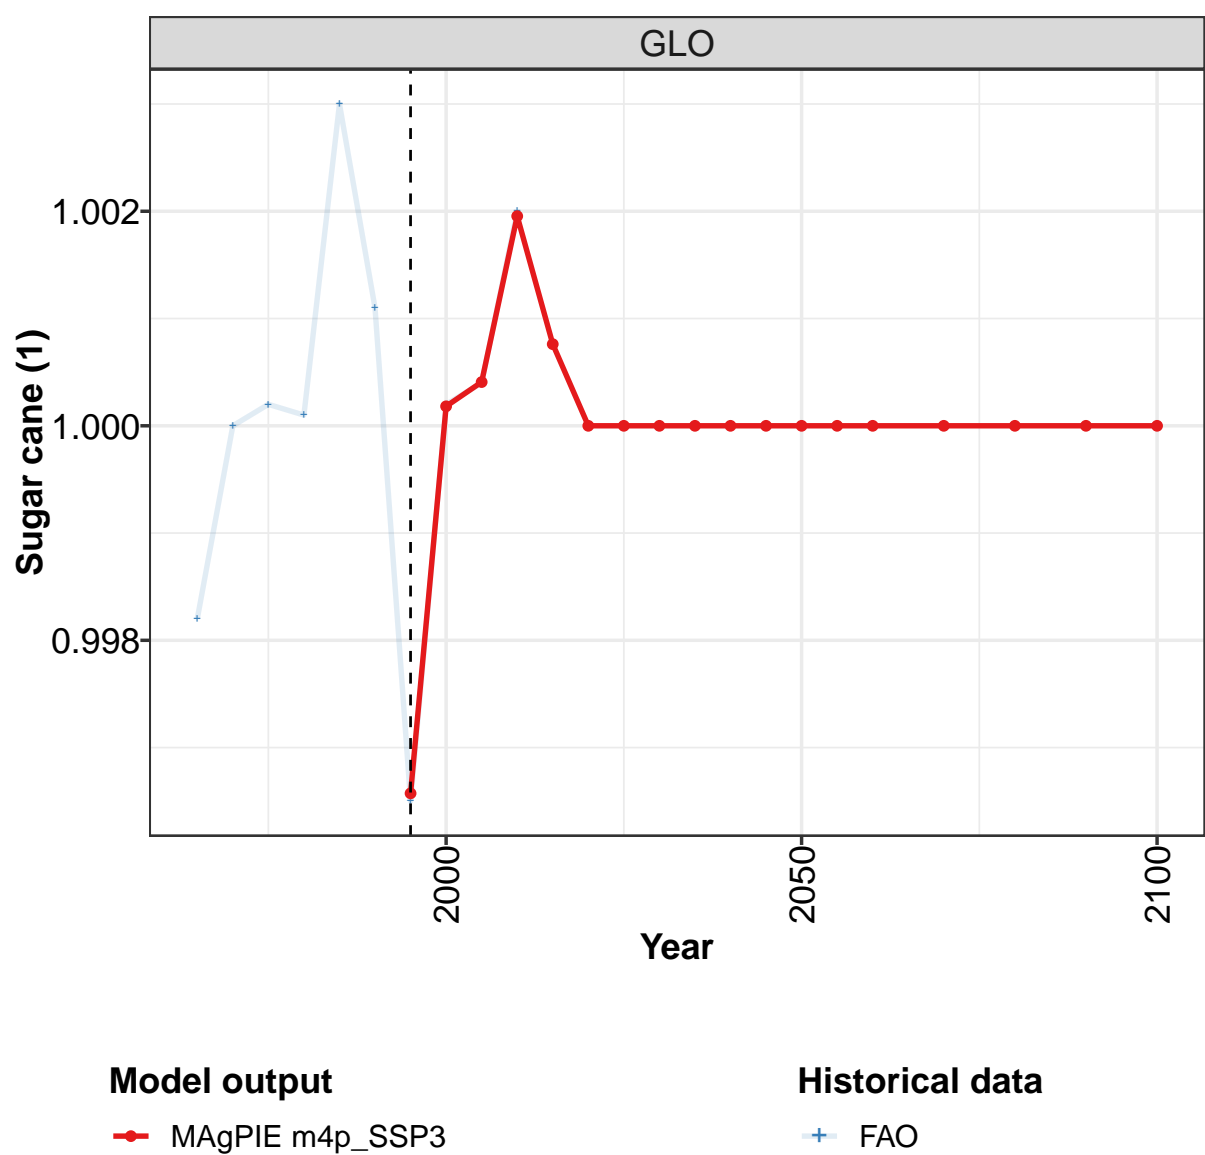 GLO
1.002
1.000
0.998
Sugar cane (1)
2000
2050
2100
Year
Model output
MAgPIE m4p_SSP3
Historical data
FAO